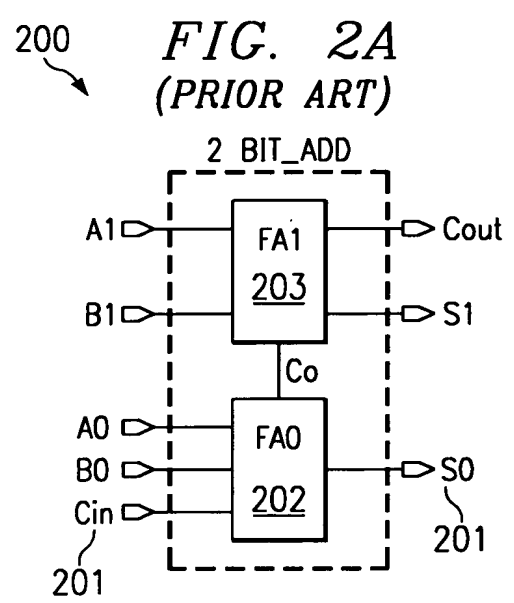 200
FIG. 2A
(PRIOR ART)
2 BIT_ADD
A1
FA1
Cout
203
B1
S1
Co
A0
FA0
B0
S0
202
Cin
201
201